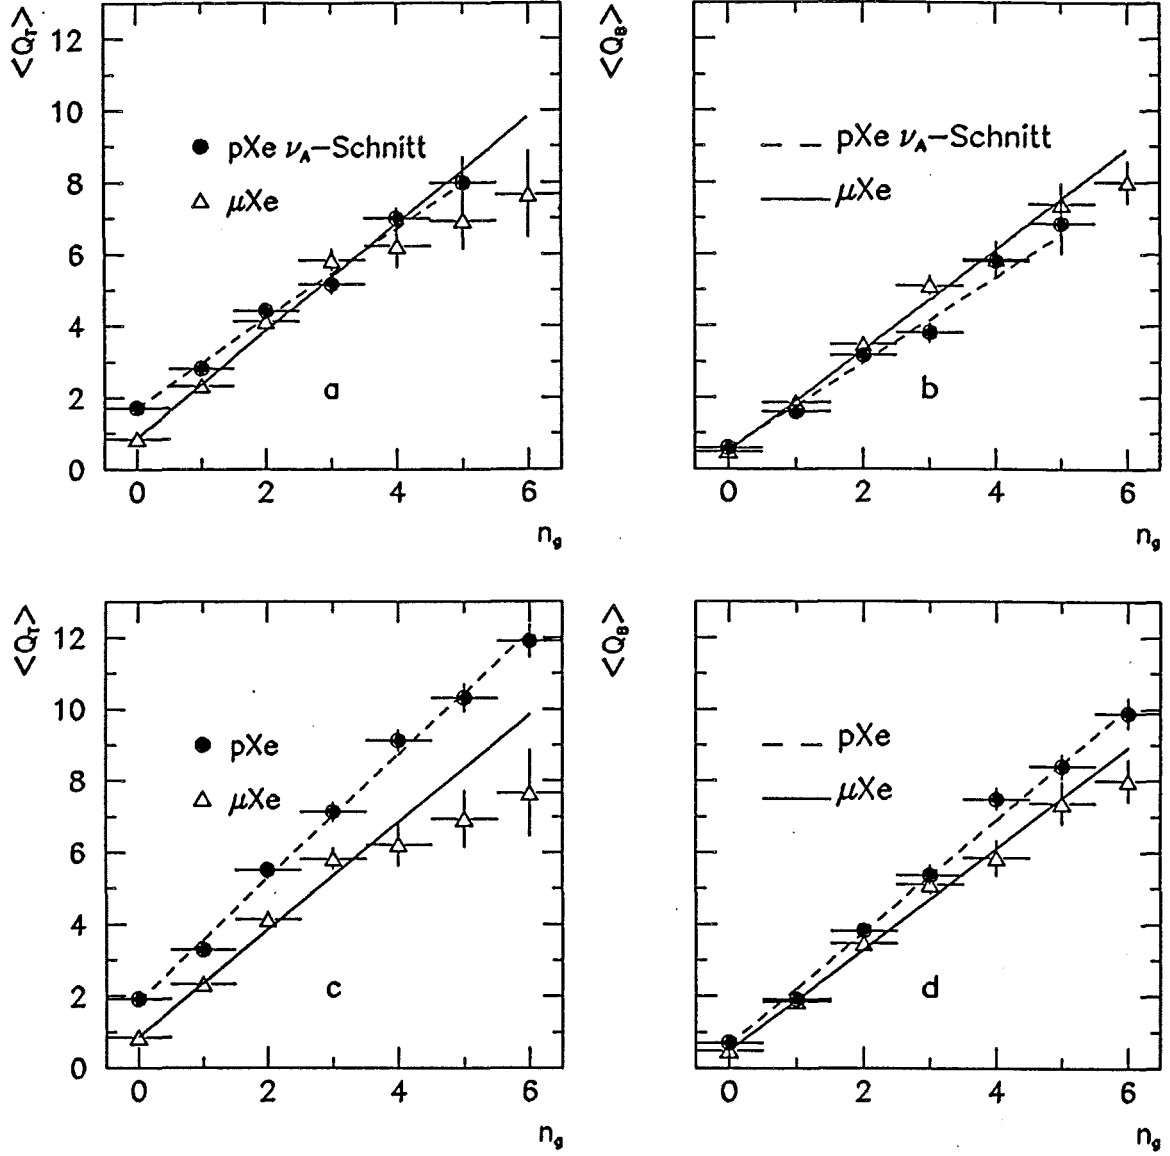 <Q_T>
12
10
8
6
4
2
0
● pXe ν_A–Schnitt
△ μXe
a
0 2 4 6
n_g
<Q_B>
pXe ν_A–Schnitt
μXe
b
0 2 4 6
n_g
<Q_T>
12
10
8
6
4
2
0
● pXe
△ μXe
c
0 2 4 6
n_g
<Q_B>
pXe
μXe
d
0 2 4 6
n_g